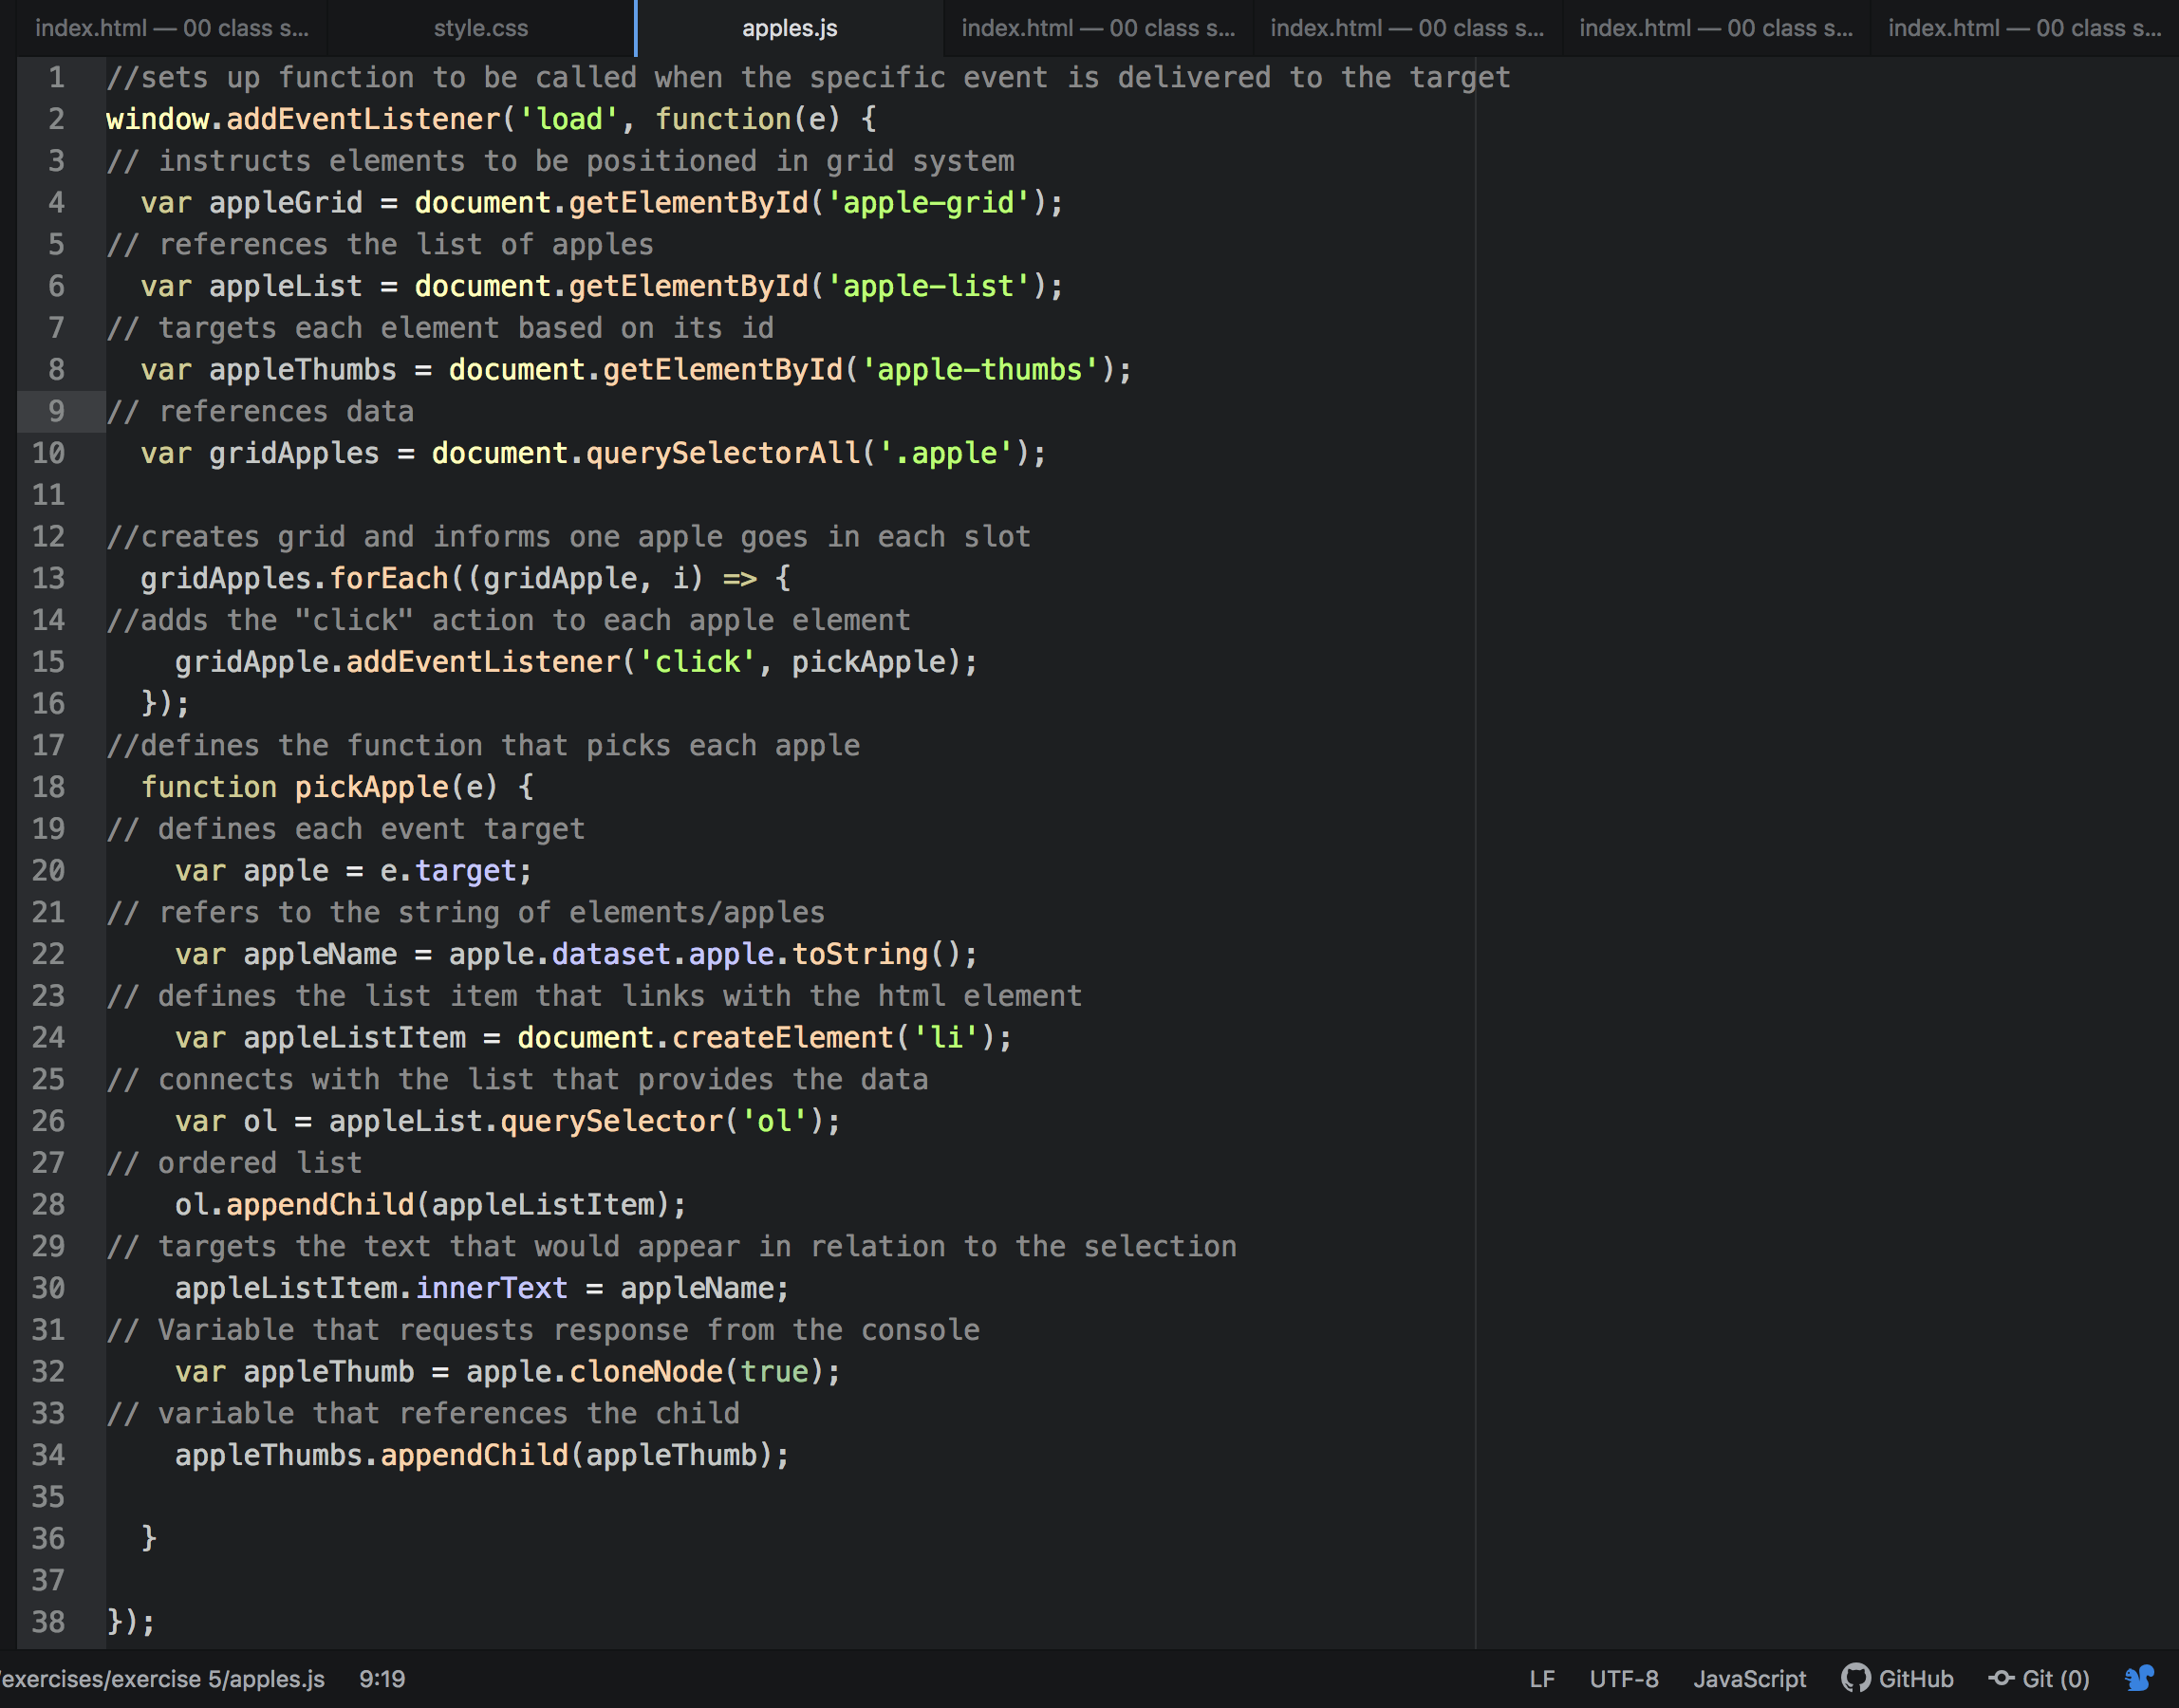 index.html — 00 class s... style.css apples.js index.html — 00 class s... index.html — 00 class s... index.html — 00 class s... index.html — 00 class s...
1 //sets up function to be called when the specific event is delivered to the target
2 window.addEventListener('load', function(e) {
3 // instructs elements to be positioned in grid system
4   var appleGrid = document.getElementById('apple-grid');
5 // references the list of apples
6   var appleList = document.getElementById('apple-list');
7 // targets each element based on its id
8   var appleThumbs = document.getElementById('apple-thumbs');
9 // references data
10   var gridApples = document.querySelectorAll('.apple');
11
12 //creates grid and informs one apple goes in each slot
13   gridApples.forEach((gridApple, i) => {
14 //adds the "click" action to each apple element
15     gridApple.addEventListener('click', pickApple);
16   });
17 //defines the function that picks each apple
18   function pickApple(e) {
19 // defines each event target
20     var apple = e.target;
21 // refers to the string of elements/apples
22     var appleName = apple.dataset.apple.toString();
23 // defines the list item that links with the html element
24     var appleListItem = document.createElement('li');
25 // connects with the list that provides the data
26     var ol = appleList.querySelector('ol');
27 // ordered list
28     ol.appendChild(appleListItem);
29 // targets the text that would appear in relation to the selection
30     appleListItem.innerText = appleName;
31 // Variable that requests response from the console
32     var appleThumb = apple.cloneNode(true);
33 // variable that references the child
34     appleThumbs.appendChild(appleThumb);
35
36   }
37
38 });
/exercises/exercise 5/apples.js 9:19 LF UTF-8 JavaScript GitHub Git (0)